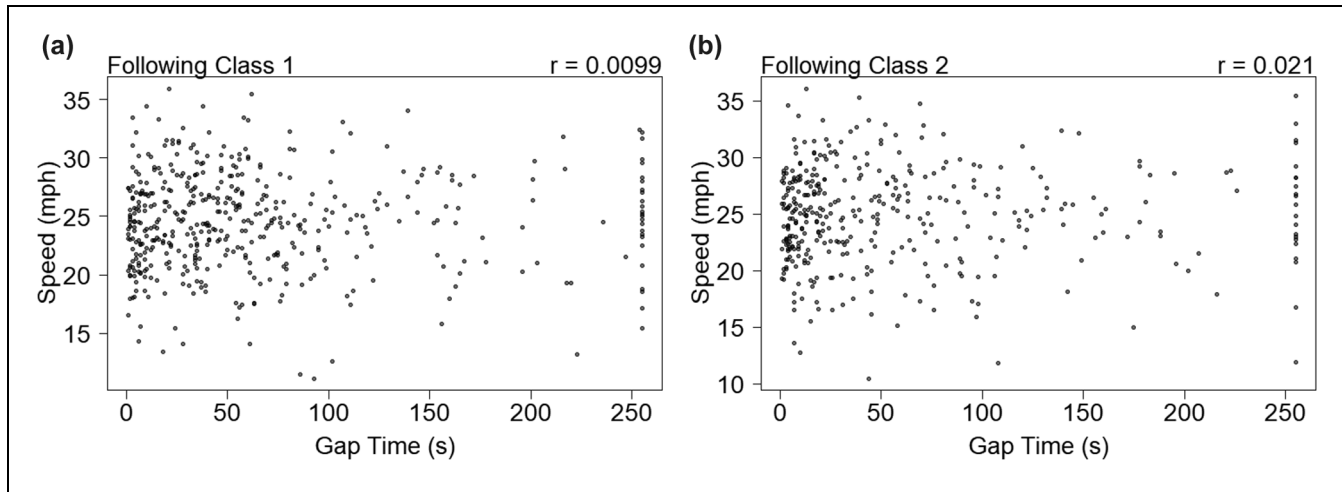 (a)
Following Class 1 r = 0.0099
35
30
25
20
15
Speed (mph)
0 50 100 150 200 250
Gap Time (s)
(b)
Following Class 2 r = 0.021
35
30
25
20
15
10
Speed (mph)
0 50 100 150 200 250
Gap Time (s)